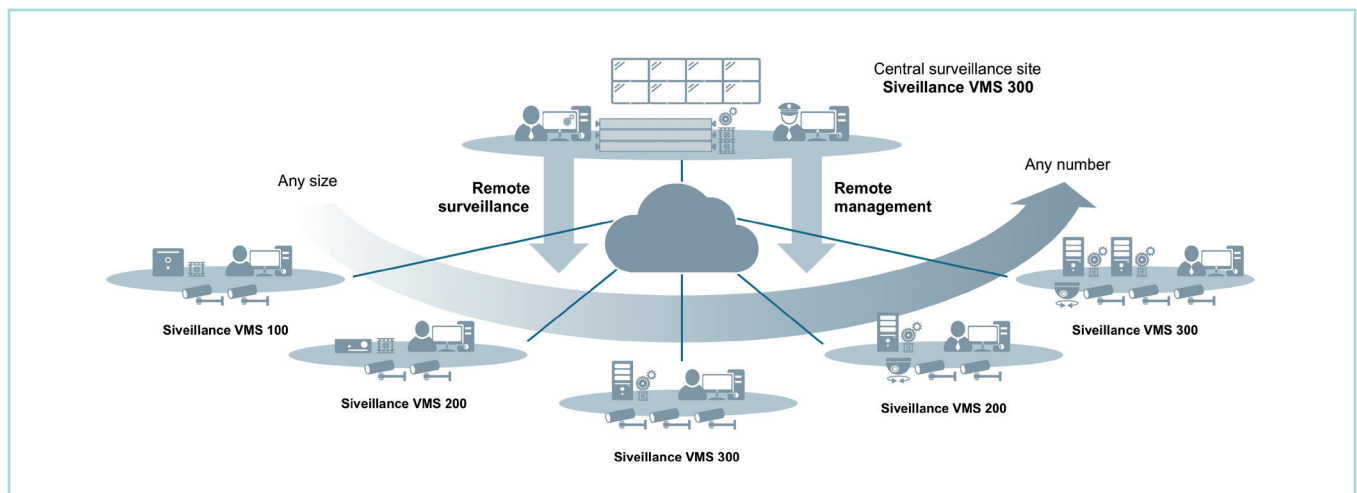 Central surveillance site
Siveillance VMS 300
Any size
Remote
surveillance
Remote
management
Any number
Siveillance VMS 100
Siveillance VMS 200
Siveillance VMS 300
Siveillance VMS 200
Siveillance VMS 300